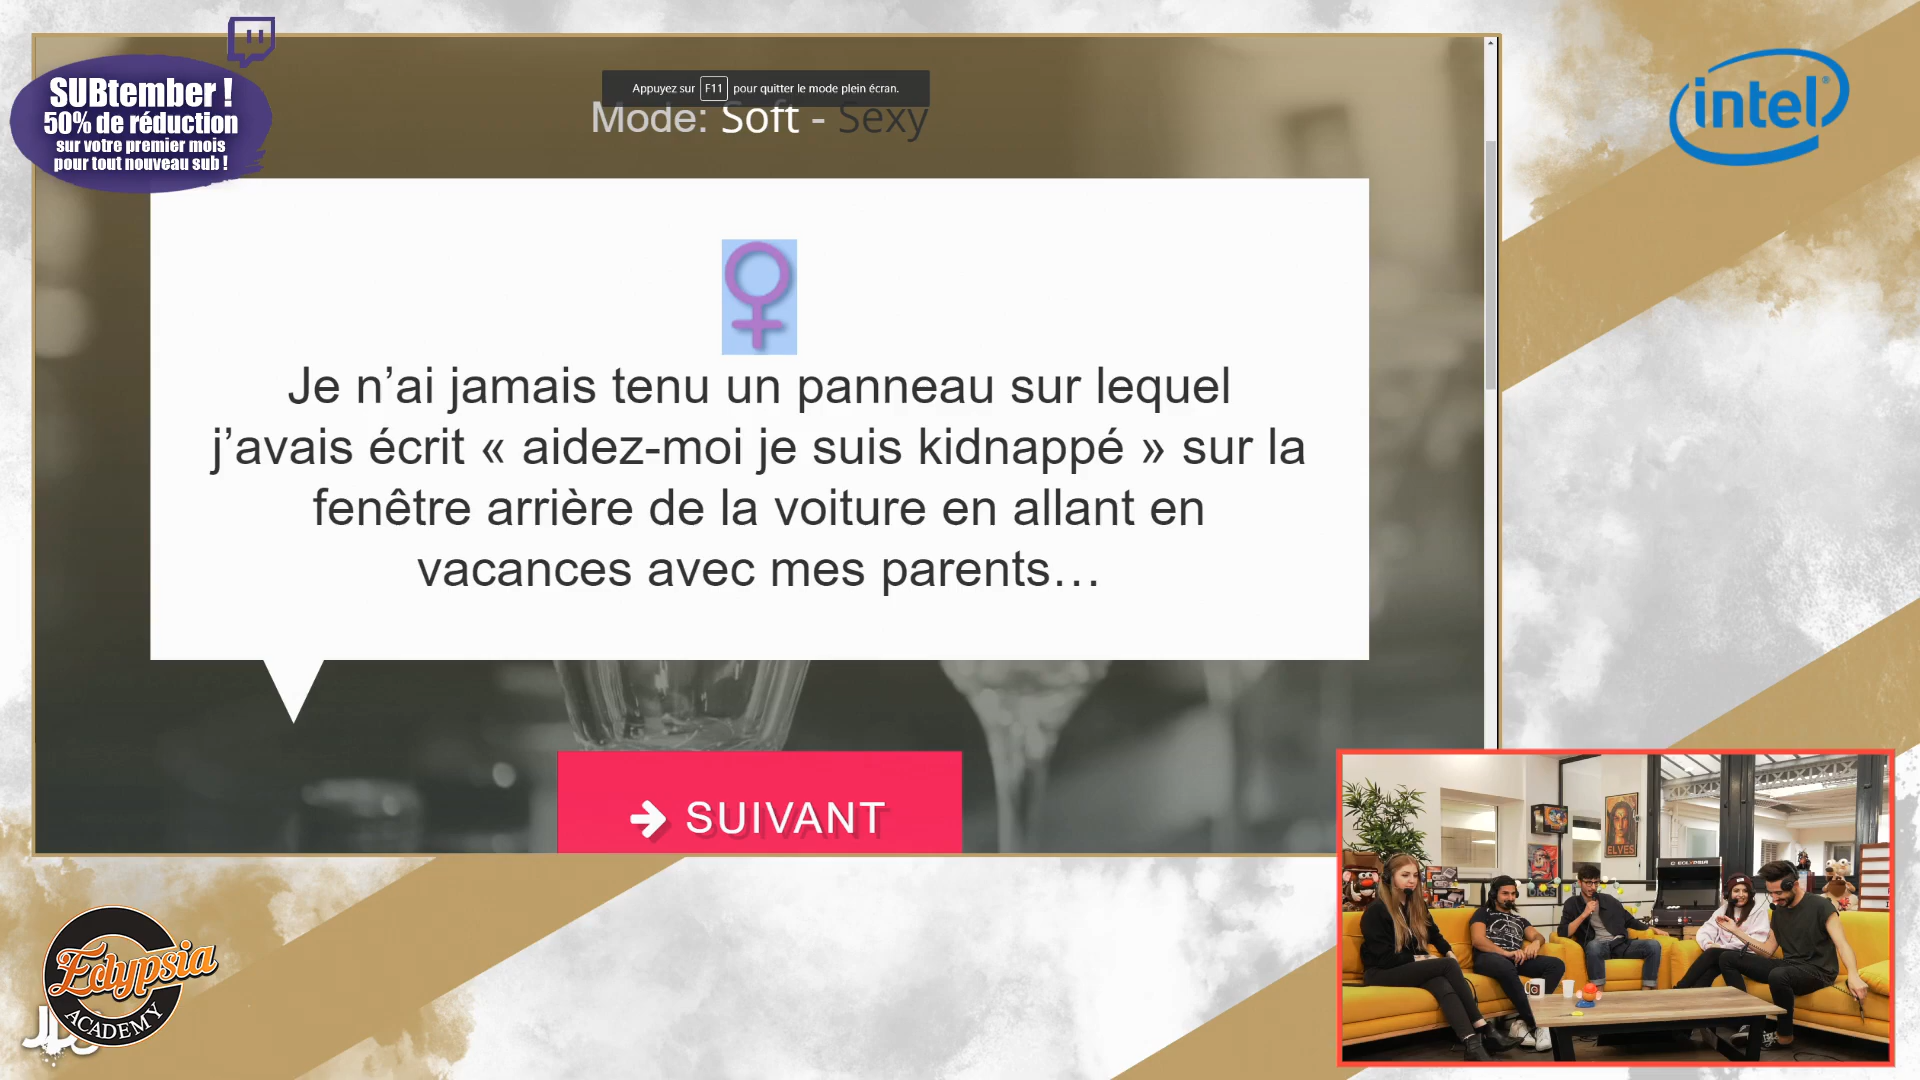 SUBtember !
50% de réduction
sur votre premier mois
pour tout nouveau sub !
Appuyez sur F11 pour quitter le mode plein écran.
Mode: Soft - Sexy
intel
Je n’ai jamais tenu un panneau sur lequel
j’avais écrit « aidez-moi je suis kidnappé » sur la
fenêtre arrière de la voiture en allant en
vacances avec mes parents…
SUIVANT
Eclypsia
ACADEMY
ELVES
ORCS
ECLYPSIA